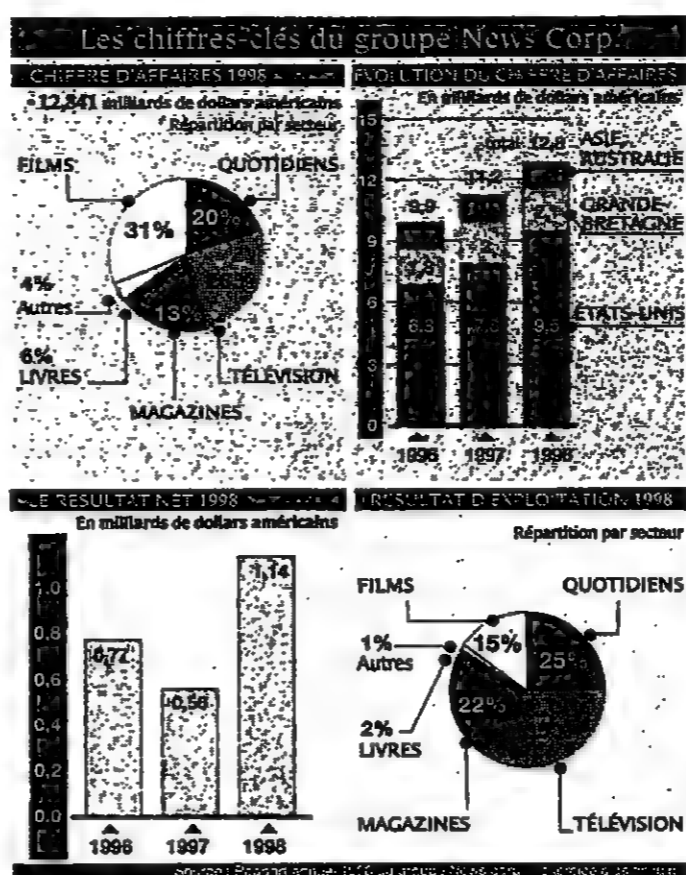 Les chiffres-clés du groupe News Corp.
CHIFFRE D'AFFAIRES 1998
12,841 milliards de dollars américains
Répartition par secteur
FILMS
QUOTIDIENS
31%
20%
4%
Autres
13%
6%
LIVRES
TÉLÉVISION
MAGAZINES
ÉVOLUTION DU CHIFFRE D'AFFAIRES
En milliards de dollars américains
15
total 12,8
ASIE,
AUSTRALIE
12
11,2
9,9
GRANDE-
BRETAGNE
9
6
ÉTATS-UNIS
6,3
9,5
3
0
1996
1997
1998
LE RÉSULTAT NET 1998
En milliards de dollars américains
1,14
1.0
0,8
0,77
0,6
0,56
0,4
0,2
0.0
1996
1997
1998
RÉSULTAT D'EXPLOITATION 1998
Répartition par secteur
FILMS
QUOTIDIENS
15%
1%
Autres
25%
22%
2%
LIVRES
MAGAZINES
TÉLÉVISION